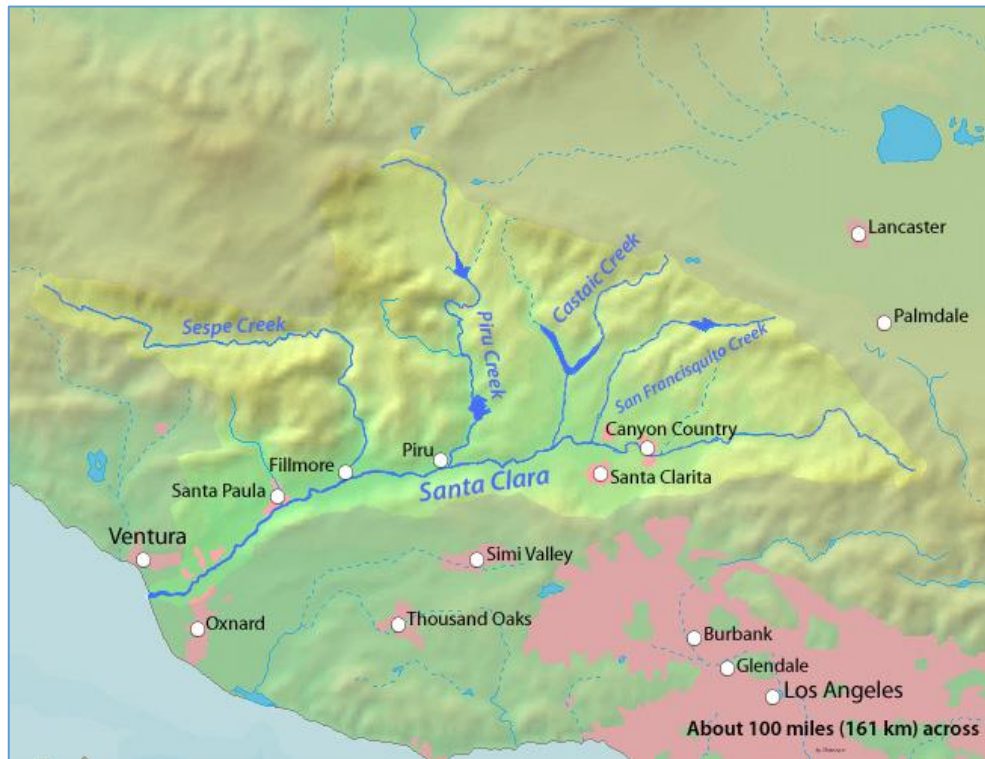 Lancaster
Castaic Creek
Palmdale
Sespe Creek
Piru Creek
San Francisquito Creek
Canyon Country
Piru
Fillmore
Santa Clara
Santa Clarita
Santa Paula
Ventura
Simi Valley
Oxnard
Thousand Oaks
Burbank
Glendale
Los Angeles
About 100 miles (161 km) across